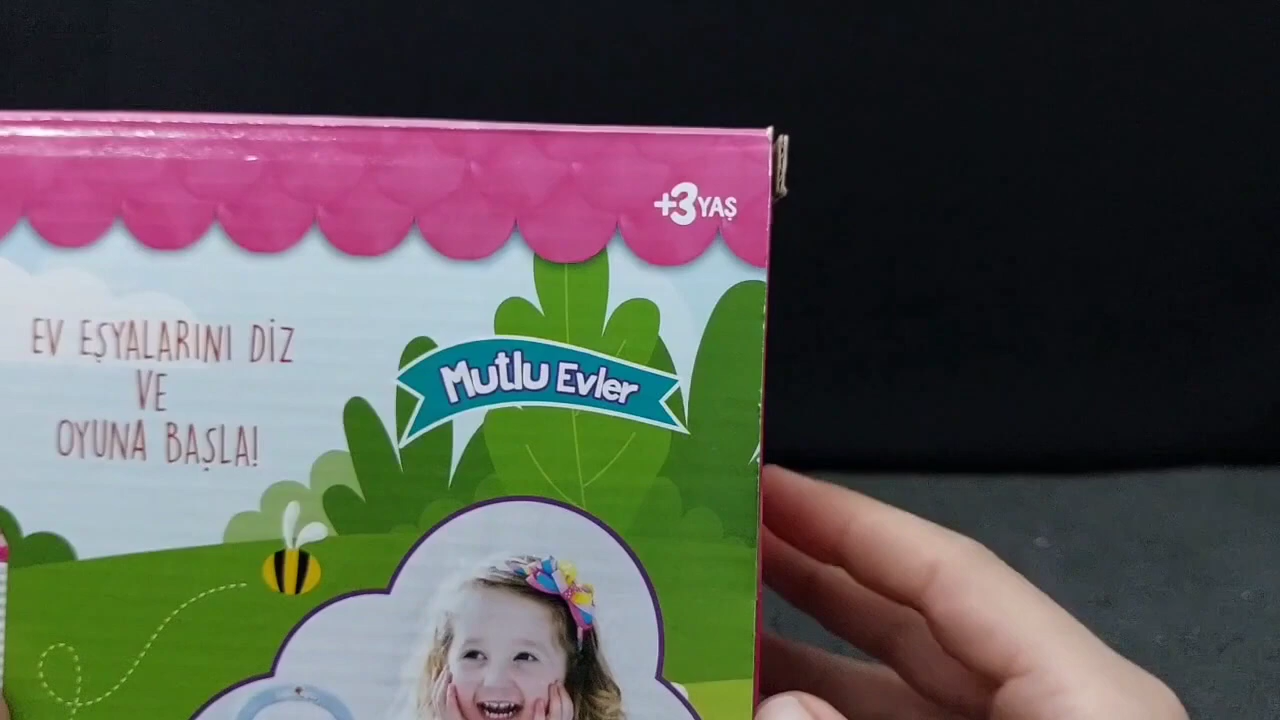 +3 YAŞ
EV EŞYALARINI DİZ
VE
OYUNA BAŞLA!
Mutlu Evler